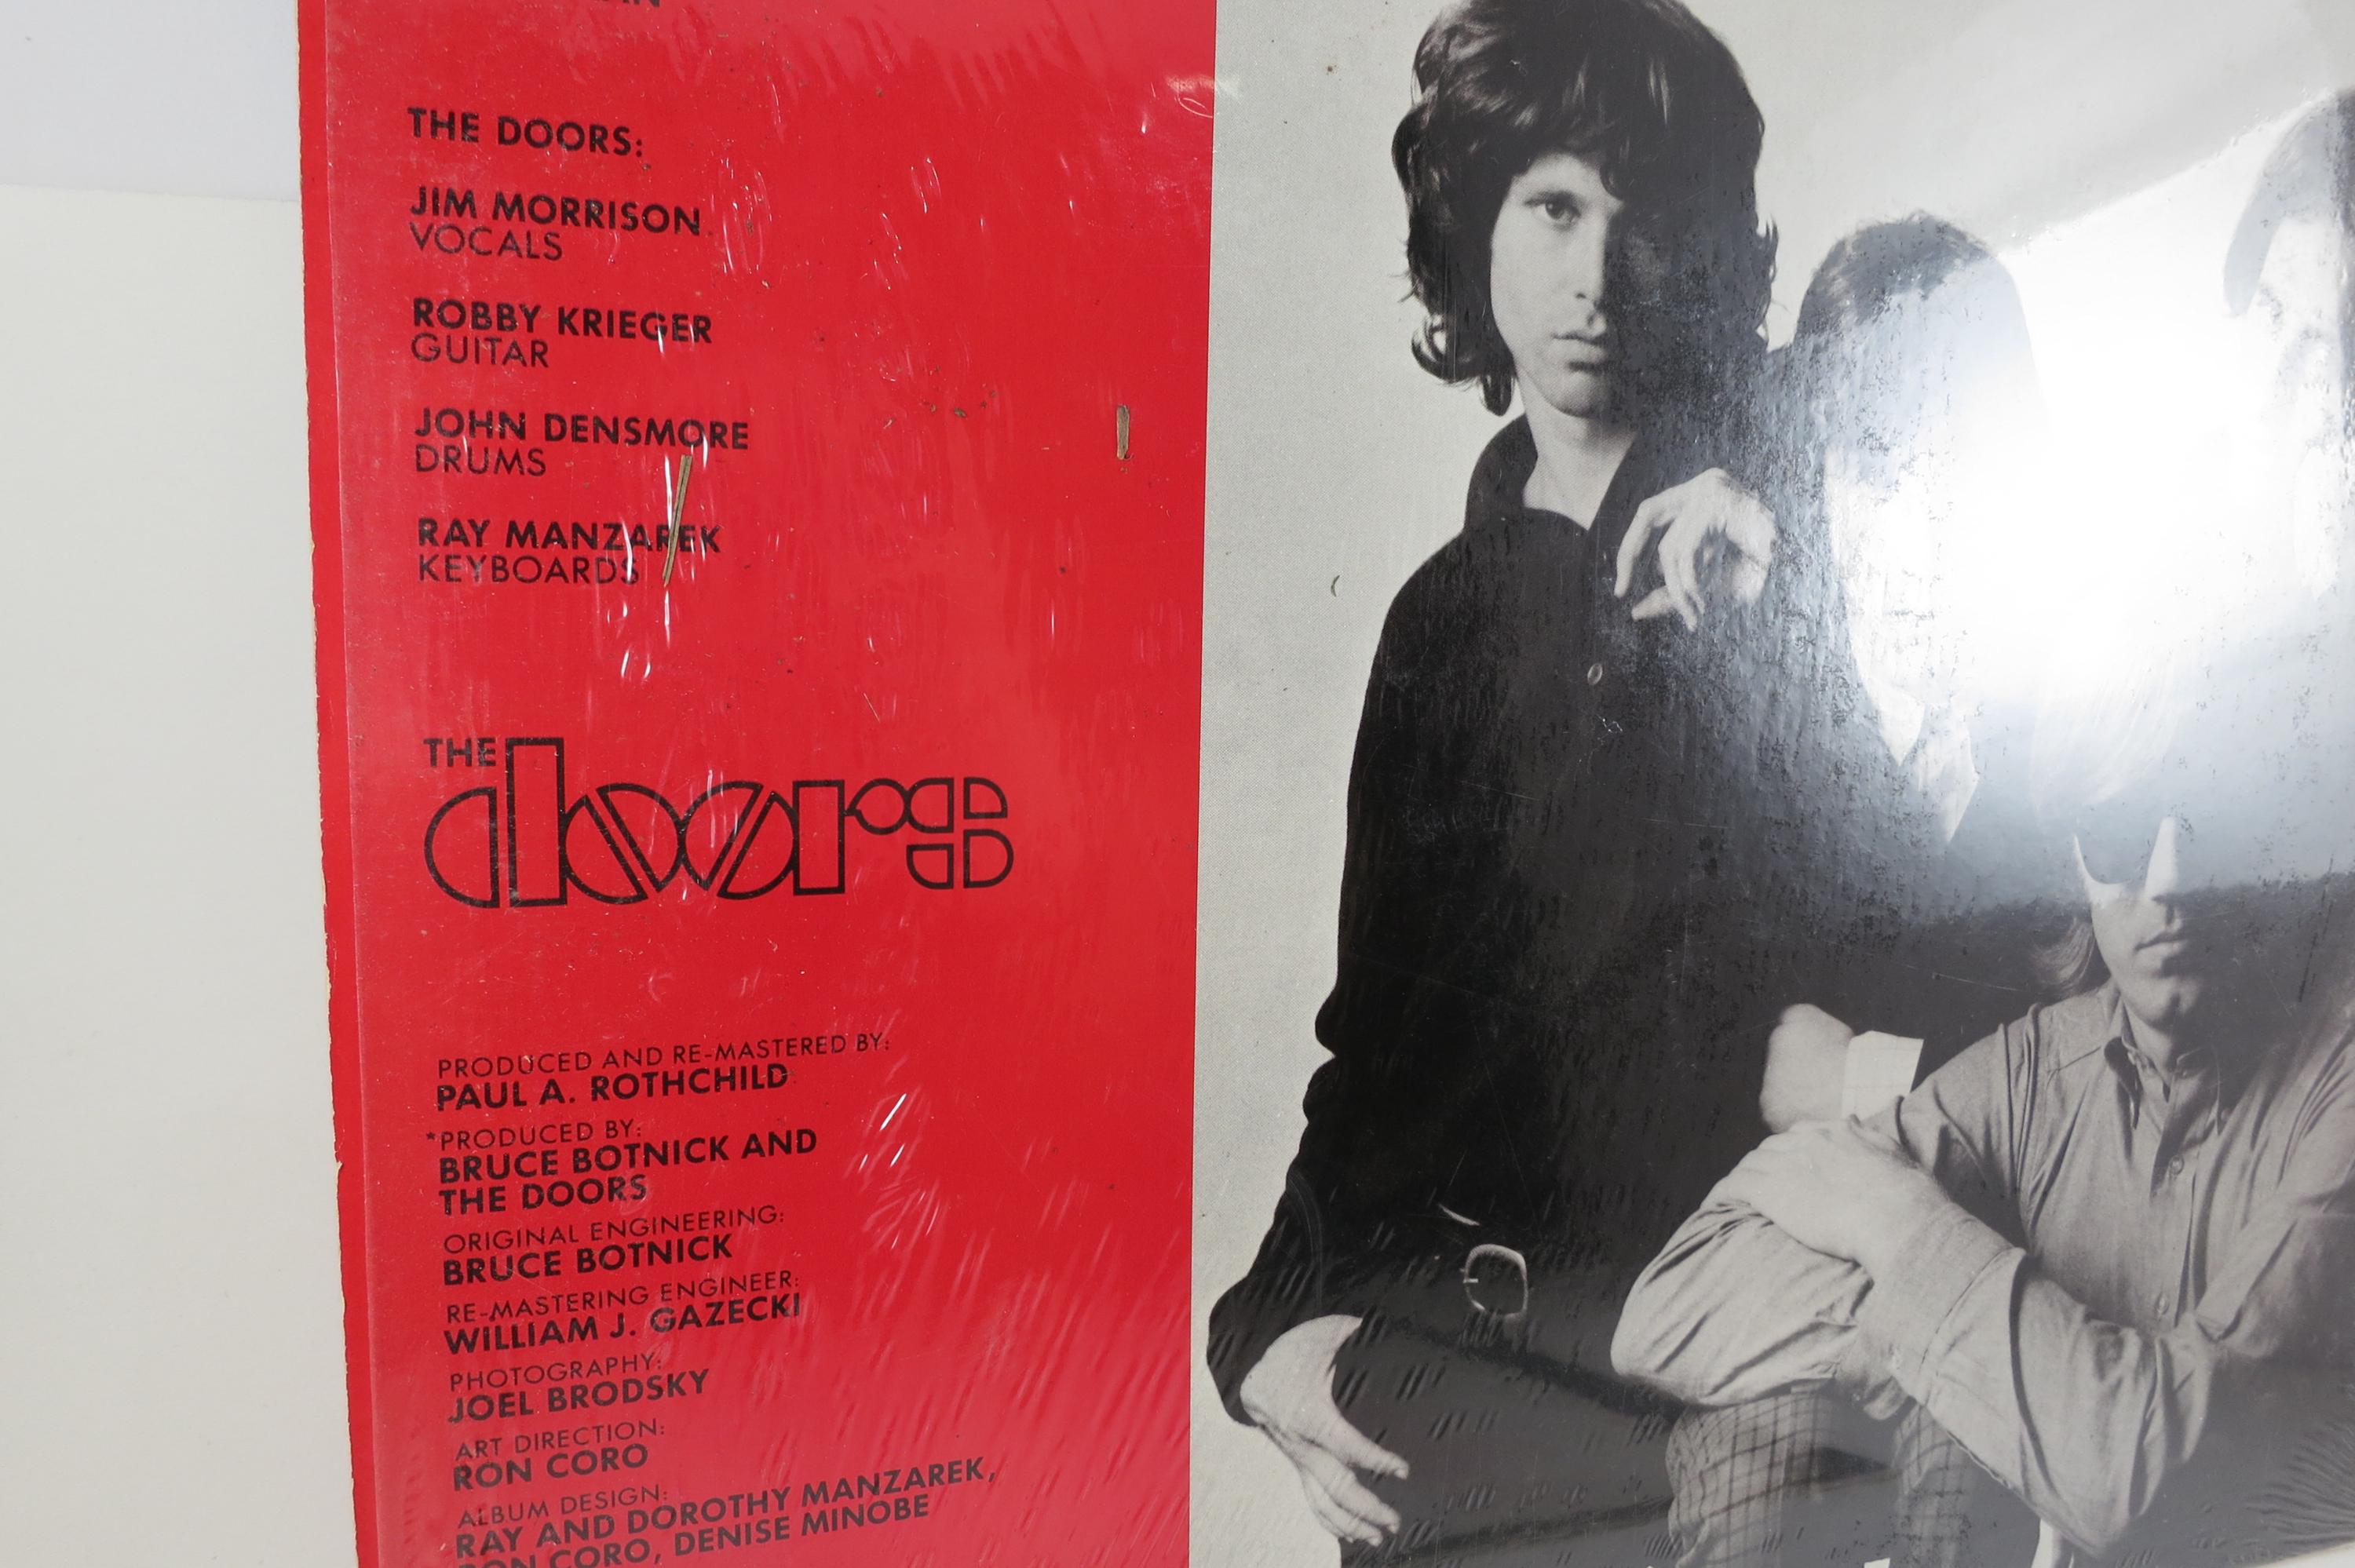 THE DOORS:
JIM MORRISON
VOCALS
ROBBY KRIEGER
GUITAR
JOHN DENSMORE
DRUMS
RAY MANZAREK
KEYBOARDS
THE
doors
PRODUCED AND RE-MASTERED BY:
PAUL A. ROTHCHILD
*PRODUCED BY:
BRUCE BOTNICK AND
THE DOORS
ORIGINAL ENGINEERING:
BRUCE BOTNICK
RE-MASTERING ENGINEER:
WILLIAM J. GAZECKI
PHOTOGRAPHY:
JOEL BRODSKY
ART DIRECTION:
RON CORO
ALBUM DESIGN:
RAY AND DOROTHY MANZAREK,
RON CORO, DENISE MINOBE